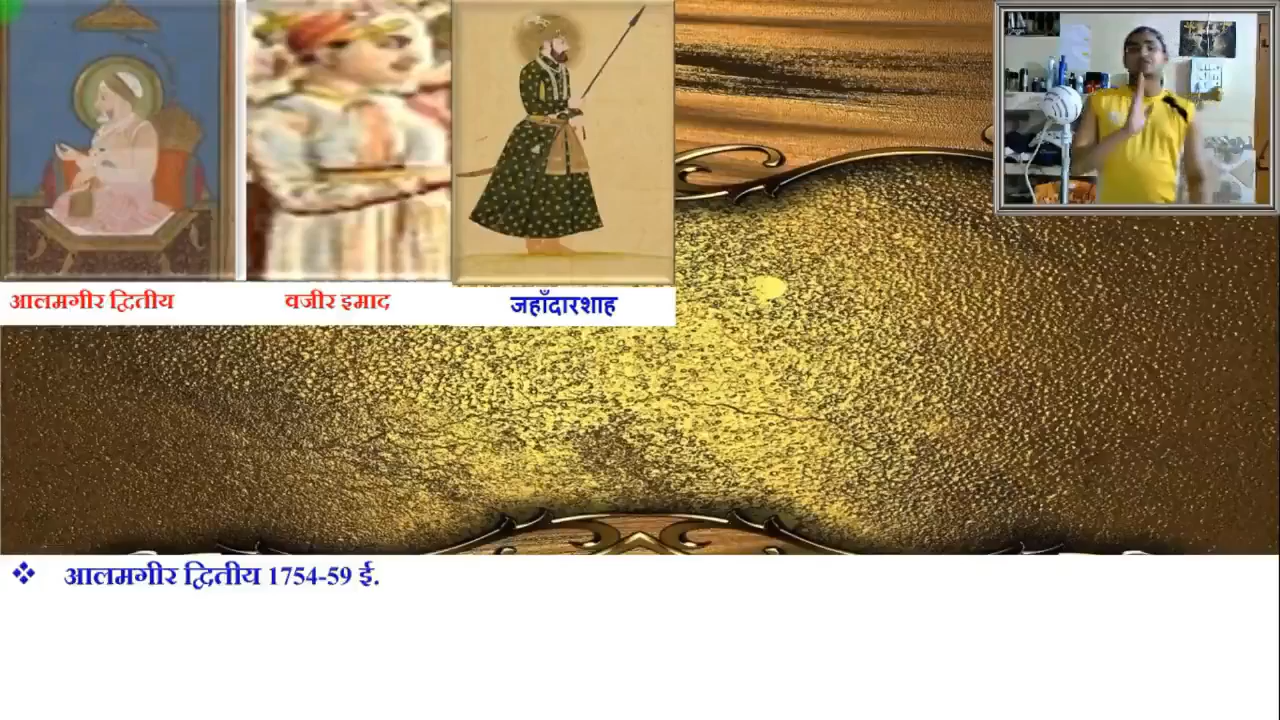 आलमगीर द्वितीय
वजीर इमाद
जहाँदारशाह
❖ आलमगीर द्वितीय 1754-59 ई.